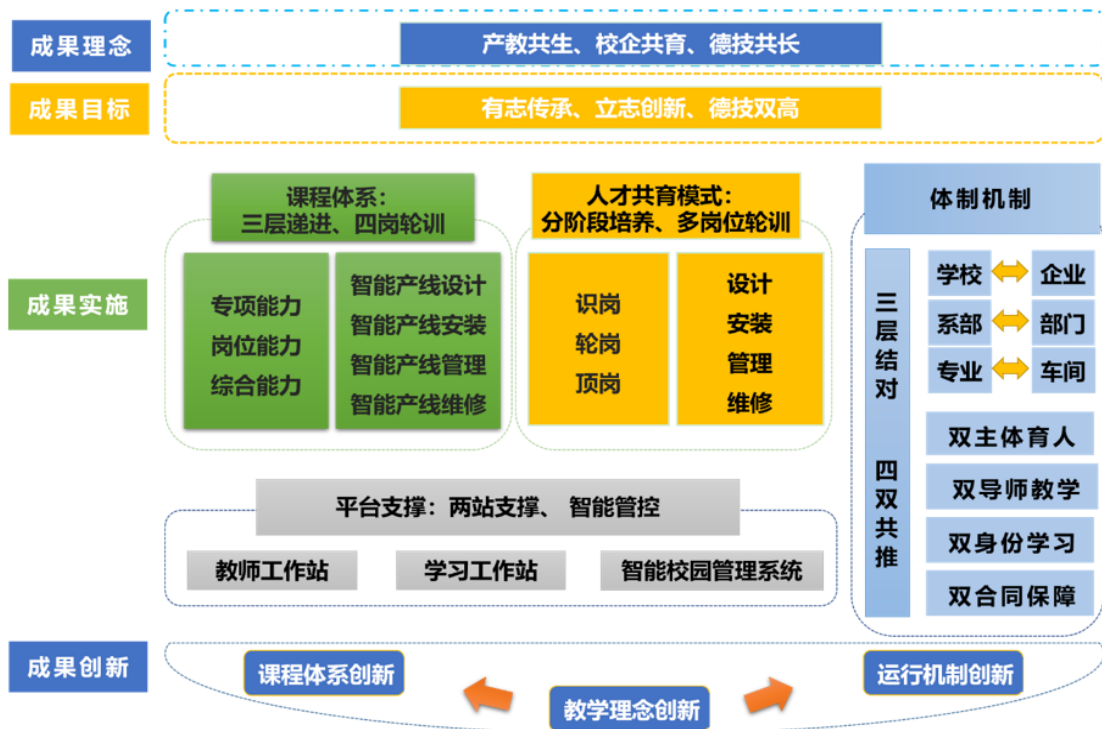 成果理念
产教共生、校企共育、德技共长
成果目标
有志传承、立志创新、德技双高
成果实施
课程体系：
三层递进、四岗轮训
专项能力
岗位能力
综合能力
智能产线设计
智能产线安装
智能产线管理
智能产线维修
人才共育模式：
分阶段培养、多岗位轮训
识岗
轮岗
顶岗
设计
安装
管理
维修
体制机制
三层结对
学校 企业
系部 部门
专业 车间
四双共推
双主体育人
双导师教学
双身份学习
双合同保障
平台支撑：两站支撑、 智能管控
教师工作站
学习工作站
智能校园管理系统
成果创新
课程体系创新
教学理念创新
运行机制创新